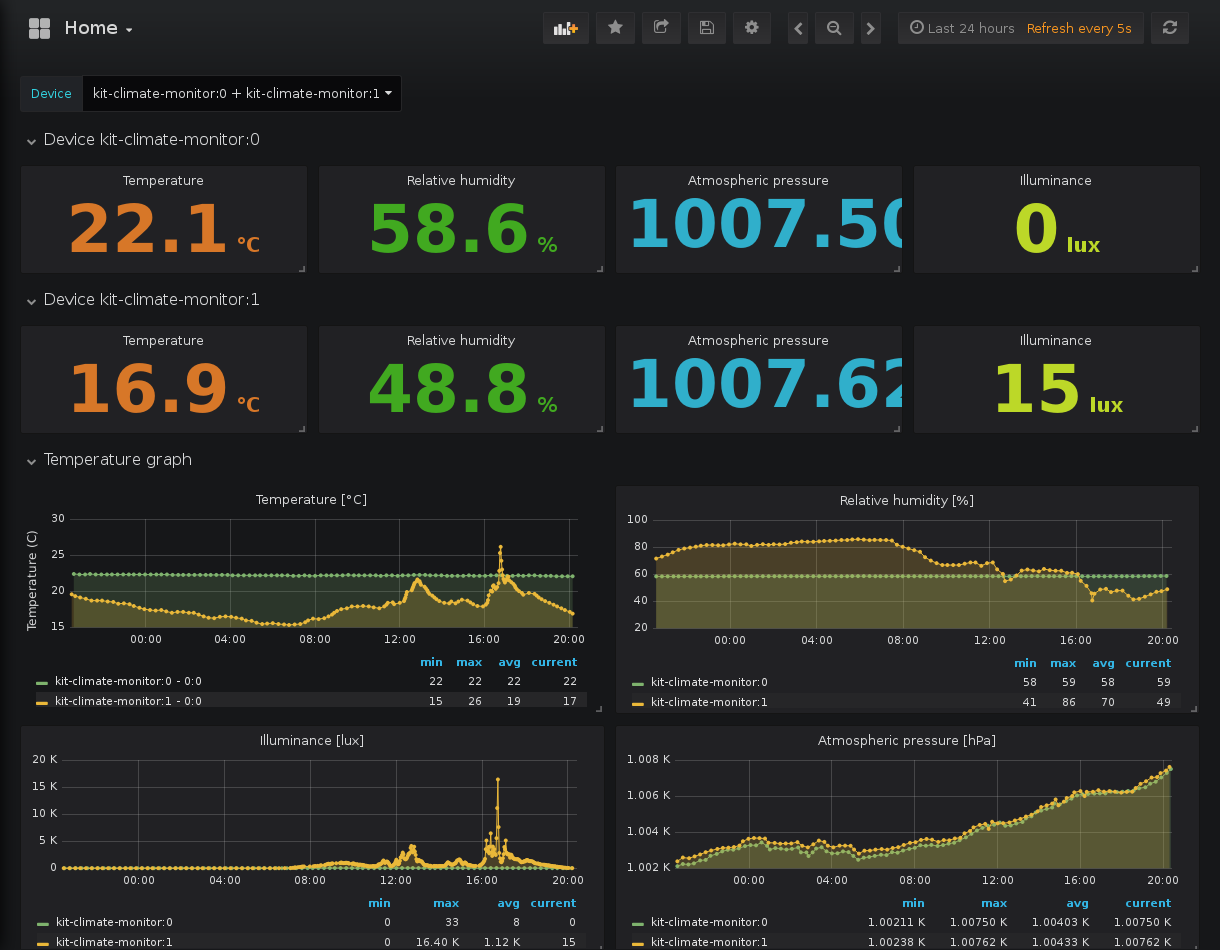 Home
Last 24 hours Refresh every 5s
Device kit-climate-monitor:0 + kit-climate-monitor:1
Device kit-climate-monitor:0
Temperature Relative humidity Atmospheric pressure Illuminance
22.1 °C 58.6 % 1007.50 0 lux
Device kit-climate-monitor:1
Temperature Relative humidity Atmospheric pressure Illuminance
16.9 °C 48.8 % 1007.62 15 lux
Temperature graph
Temperature [°C]
Temperature (C)
30
25
20
15
00:00 04:00 08:00 12:00 16:00 20:00
min max avg current
kit-climate-monitor:0 - 0:0 22 22 22 22
kit-climate-monitor:1 - 0:0 15 26 19 17
Relative humidity [%]
100
80
60
40
20
00:00 04:00 08:00 12:00 16:00 20:00
min max avg current
kit-climate-monitor:0 58 59 58 59
kit-climate-monitor:1 41 86 70 49
Illuminance [lux]
20 K
15 K
10 K
5 K
0
00:00 04:00 08:00 12:00 16:00 20:00
min max avg current
kit-climate-monitor:0 0 33 8 0
kit-climate-monitor:1 0 16.40 K 1.12 K 15
Atmospheric pressure [hPa]
1.008 K
1.006 K
1.004 K
1.002 K
00:00 04:00 08:00 12:00 16:00 20:00
min max avg current
kit-climate-monitor:0 1.00211 K 1.00750 K 1.00403 K 1.00750 K
kit-climate-monitor:1 1.00238 K 1.00762 K 1.00433 K 1.00762 K